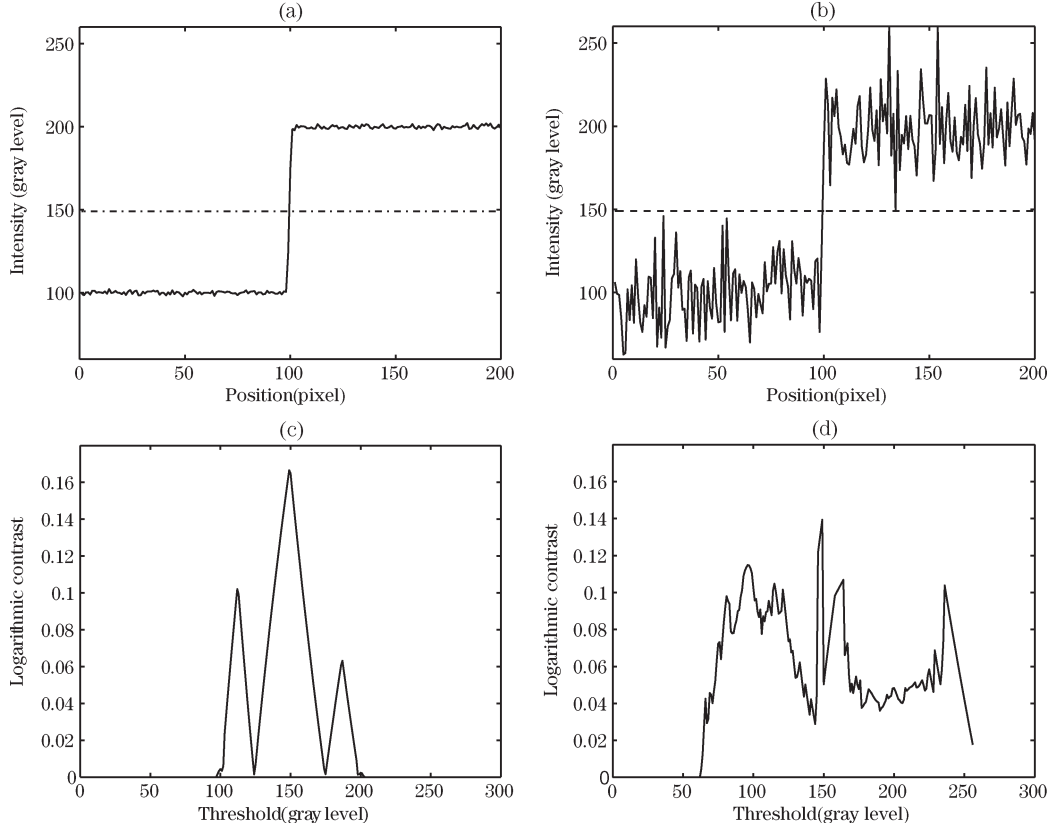 (a)
250
200
150
100
Intensity (gray level)
0 50 100 150 200
Position(pixel)
(b)
250
200
150
100
Intensity (gray level)
0 50 100 150 200
Position(pixel)
(c)
0.16
0.14
0.12
0.1
0.08
0.06
0.04
0.02
0
Logarithmic contrast
0 50 100 150 200 250 300
Threshold(gray level)
(d)
0.16
0.14
0.12
0.1
0.08
0.06
0.04
0.02
0
Logarithmic contrast
0 50 100 150 200 250 300
Threshold(gray level)